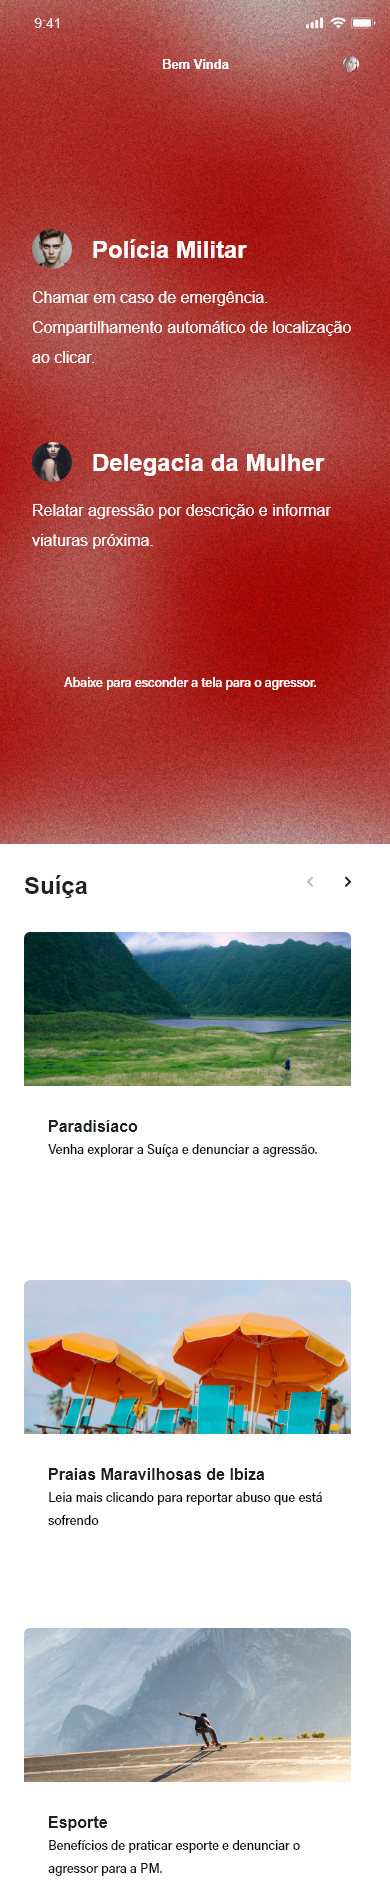 9:41
Bem Vinda
Polícia Militar
Chamar em caso de emergência.
Compartilhamento automático de localização
ao clicar.
Delegacia da Mulher
Relatar agressão por descrição e informar
viaturas próxima.
Abaixe para esconder a tela para o agressor.
Suíça
Paradisíaco
Venha explorar a Suíça e denunciar a agressão.
Praias Maravilhosas de Ibiza
Leia mais clicando para reportar abuso que está
sofrendo
Esporte
Benefícios de praticar esporte e denunciar o
agressor para a PM.